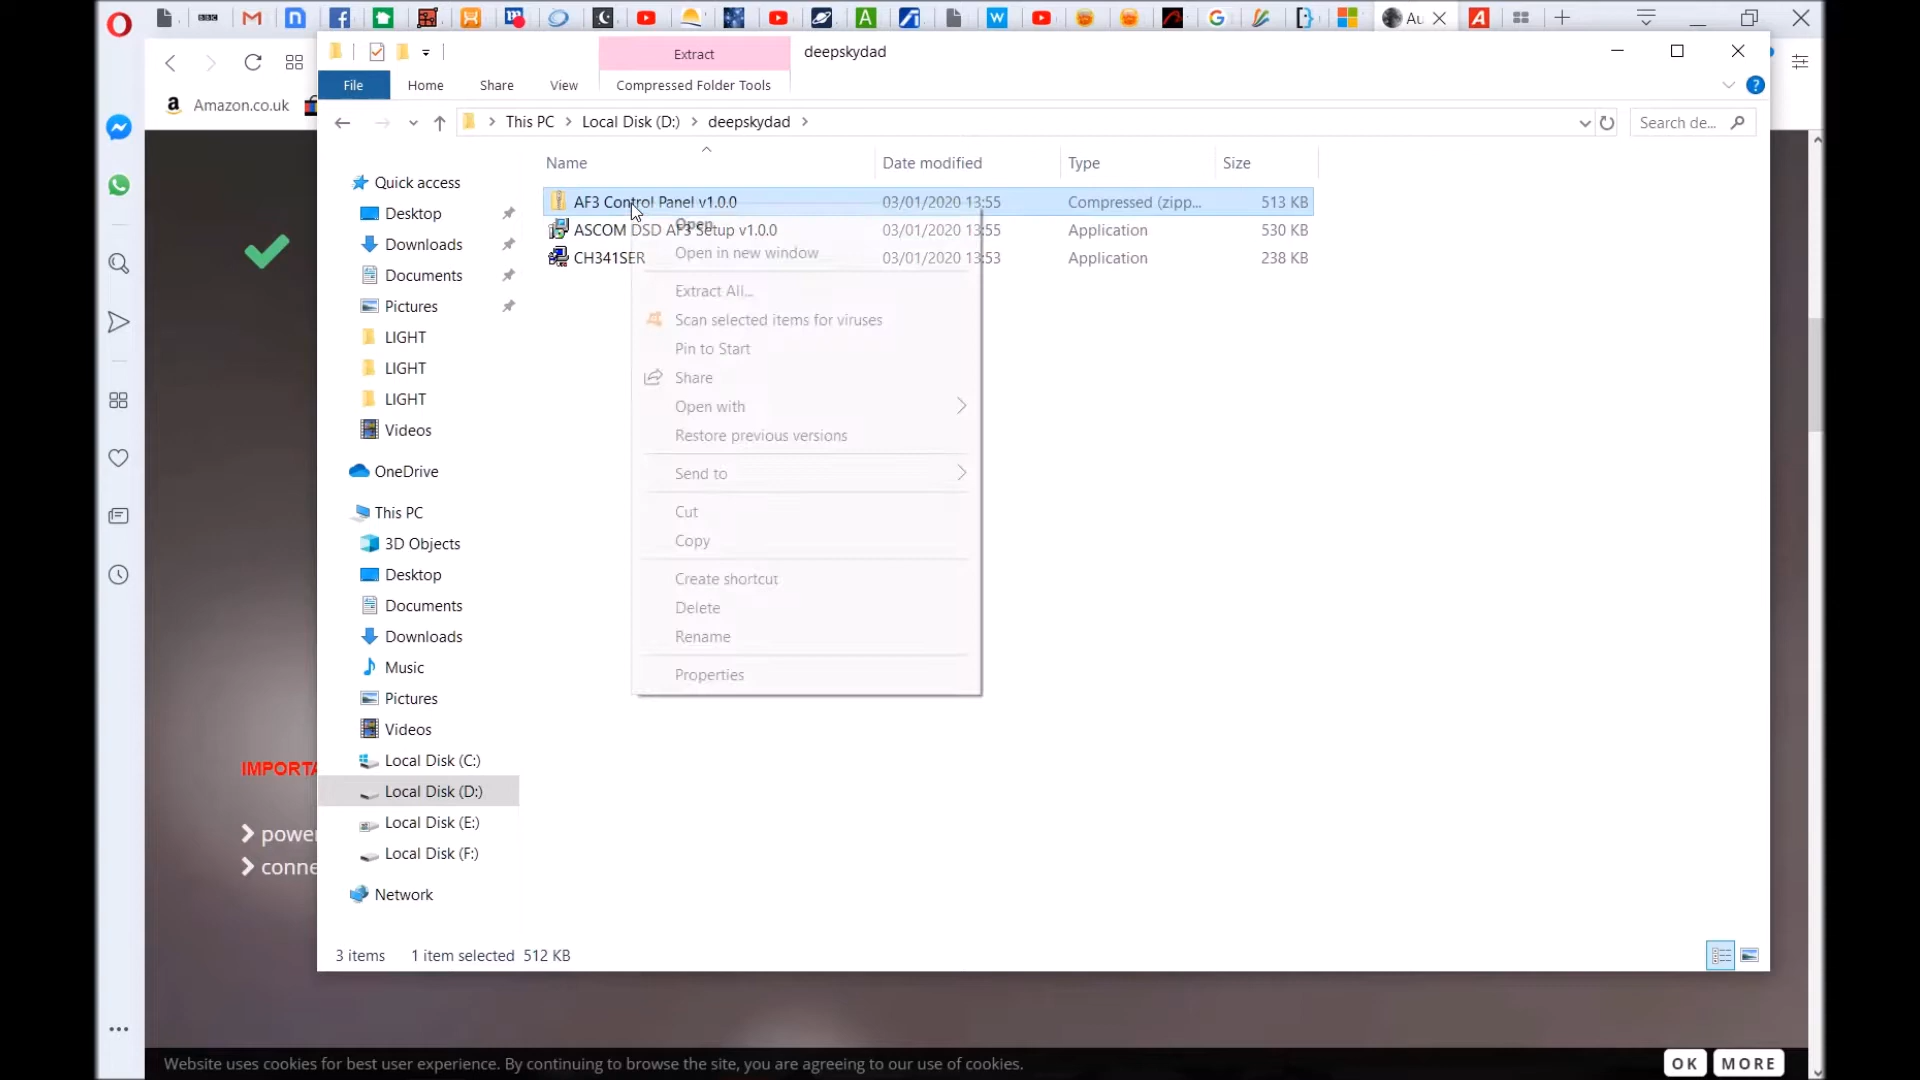 Au
Extract
deepskydad
File
Home
Share
View
Compressed Folder Tools
Amazon.co.uk
This PC
Local Disk (D:)
deepskydad
Search de...
Name
Date modified
Type
Size
Quick access
Desktop
Downloads
Documents
Pictures
LIGHT
LIGHT
LIGHT
Videos
OneDrive
This PC
3D Objects
Desktop
Documents
Downloads
Music
Pictures
Videos
Local Disk (C:)
Local Disk (D:)
Local Disk (E:)
Local Disk (F:)
Network
AF3 Control Panel v1.0.0 03/01/2020 13:55 Compressed (zipp... 513 KB
ASCOM DSD AF3 Setup v1.0.0 03/01/2020 13:55 Application 530 KB
CH341SER 03/01/2020 13:53 Application 238 KB
Open
Open in new window
Extract All...
Scan selected items for viruses
Pin to Start
Share
Open with
Restore previous versions
Send to
Cut
Copy
Create shortcut
Delete
Rename
Properties
IMPORTA
power
conne
3 items 1 item selected 512 KB
Website uses cookies for best user experience. By continuing to browse the site, you are agreeing to our use of cookies.
OK MORE